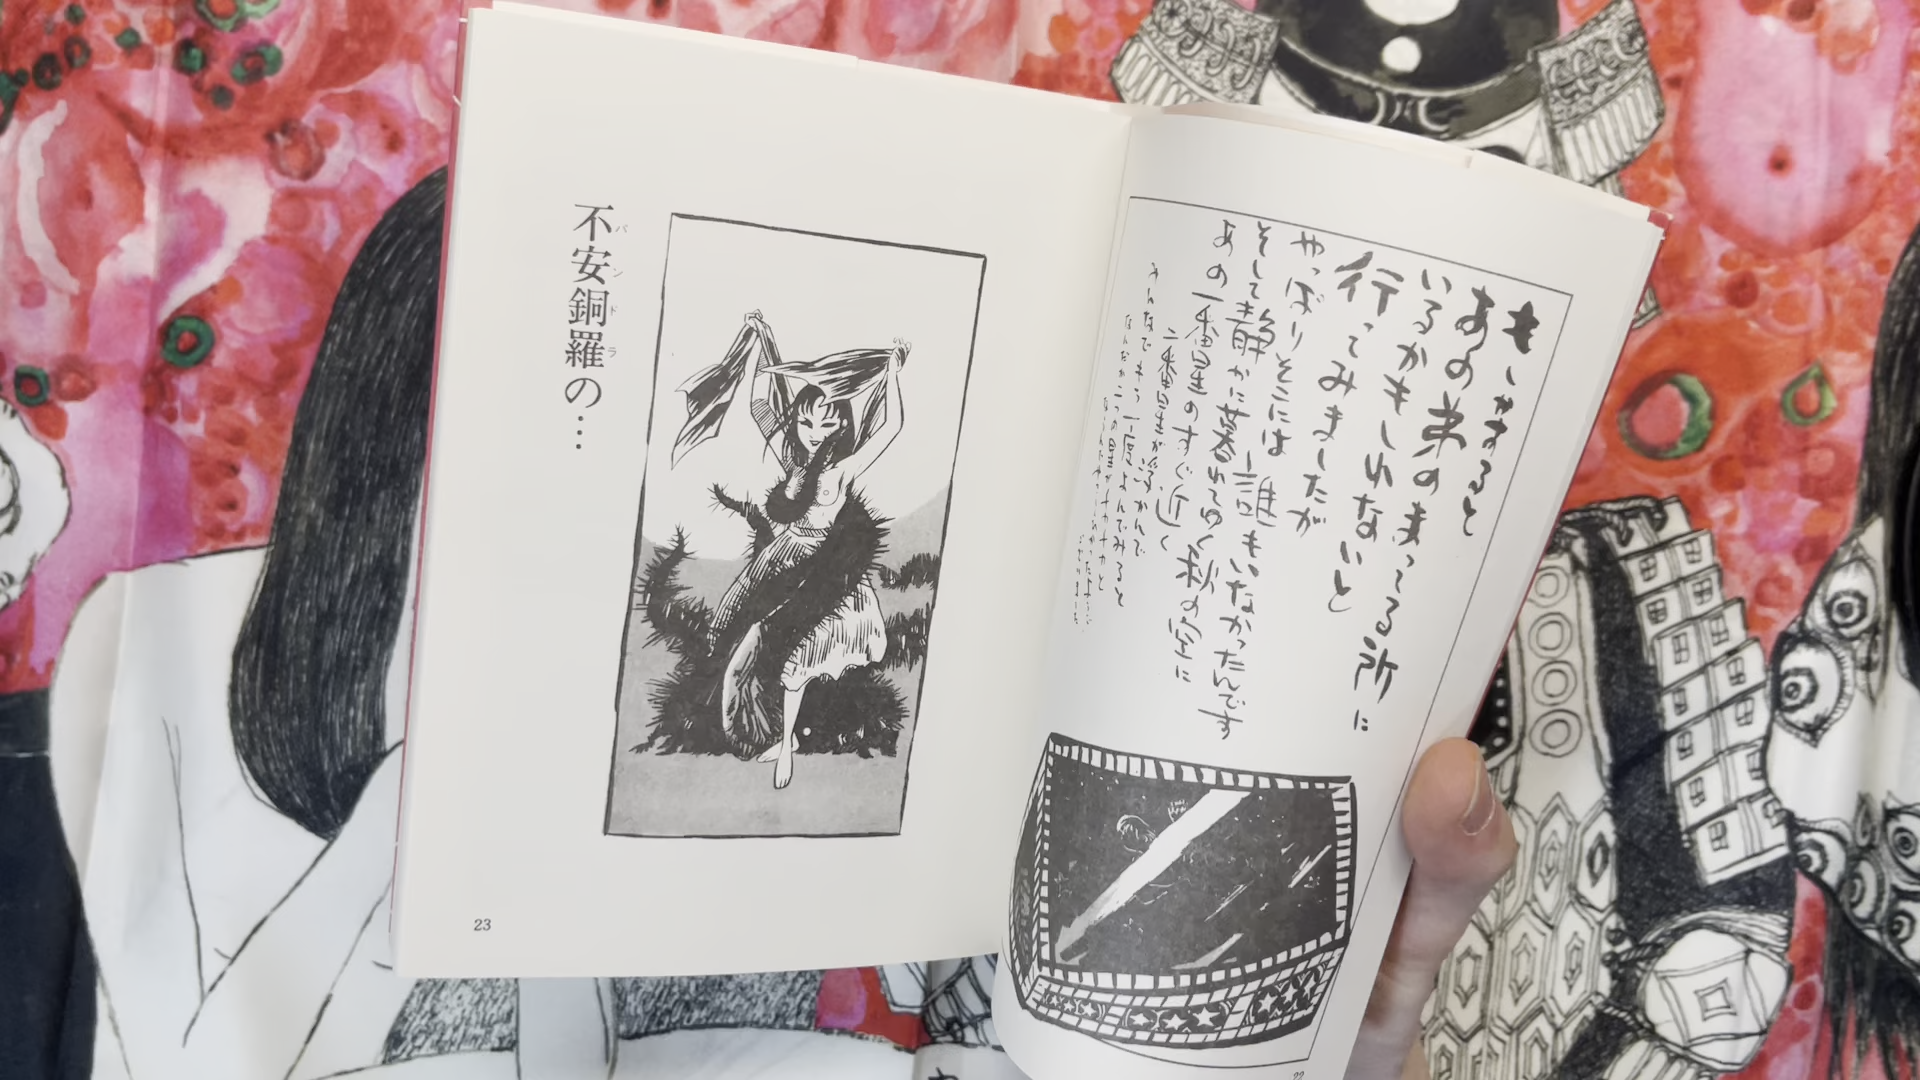 もしかすると
あの弟のまってる所に
いるかもしれないと
行ってみましたが
やっぱりそこには誰もいなかったんです
そして静かに暮れてゆく秋の空に
あの一番星のすぐ近く
二番星が浮かんで
みんなでもう一度よんでみると
22
不安銅羅の…
パンドラ
23